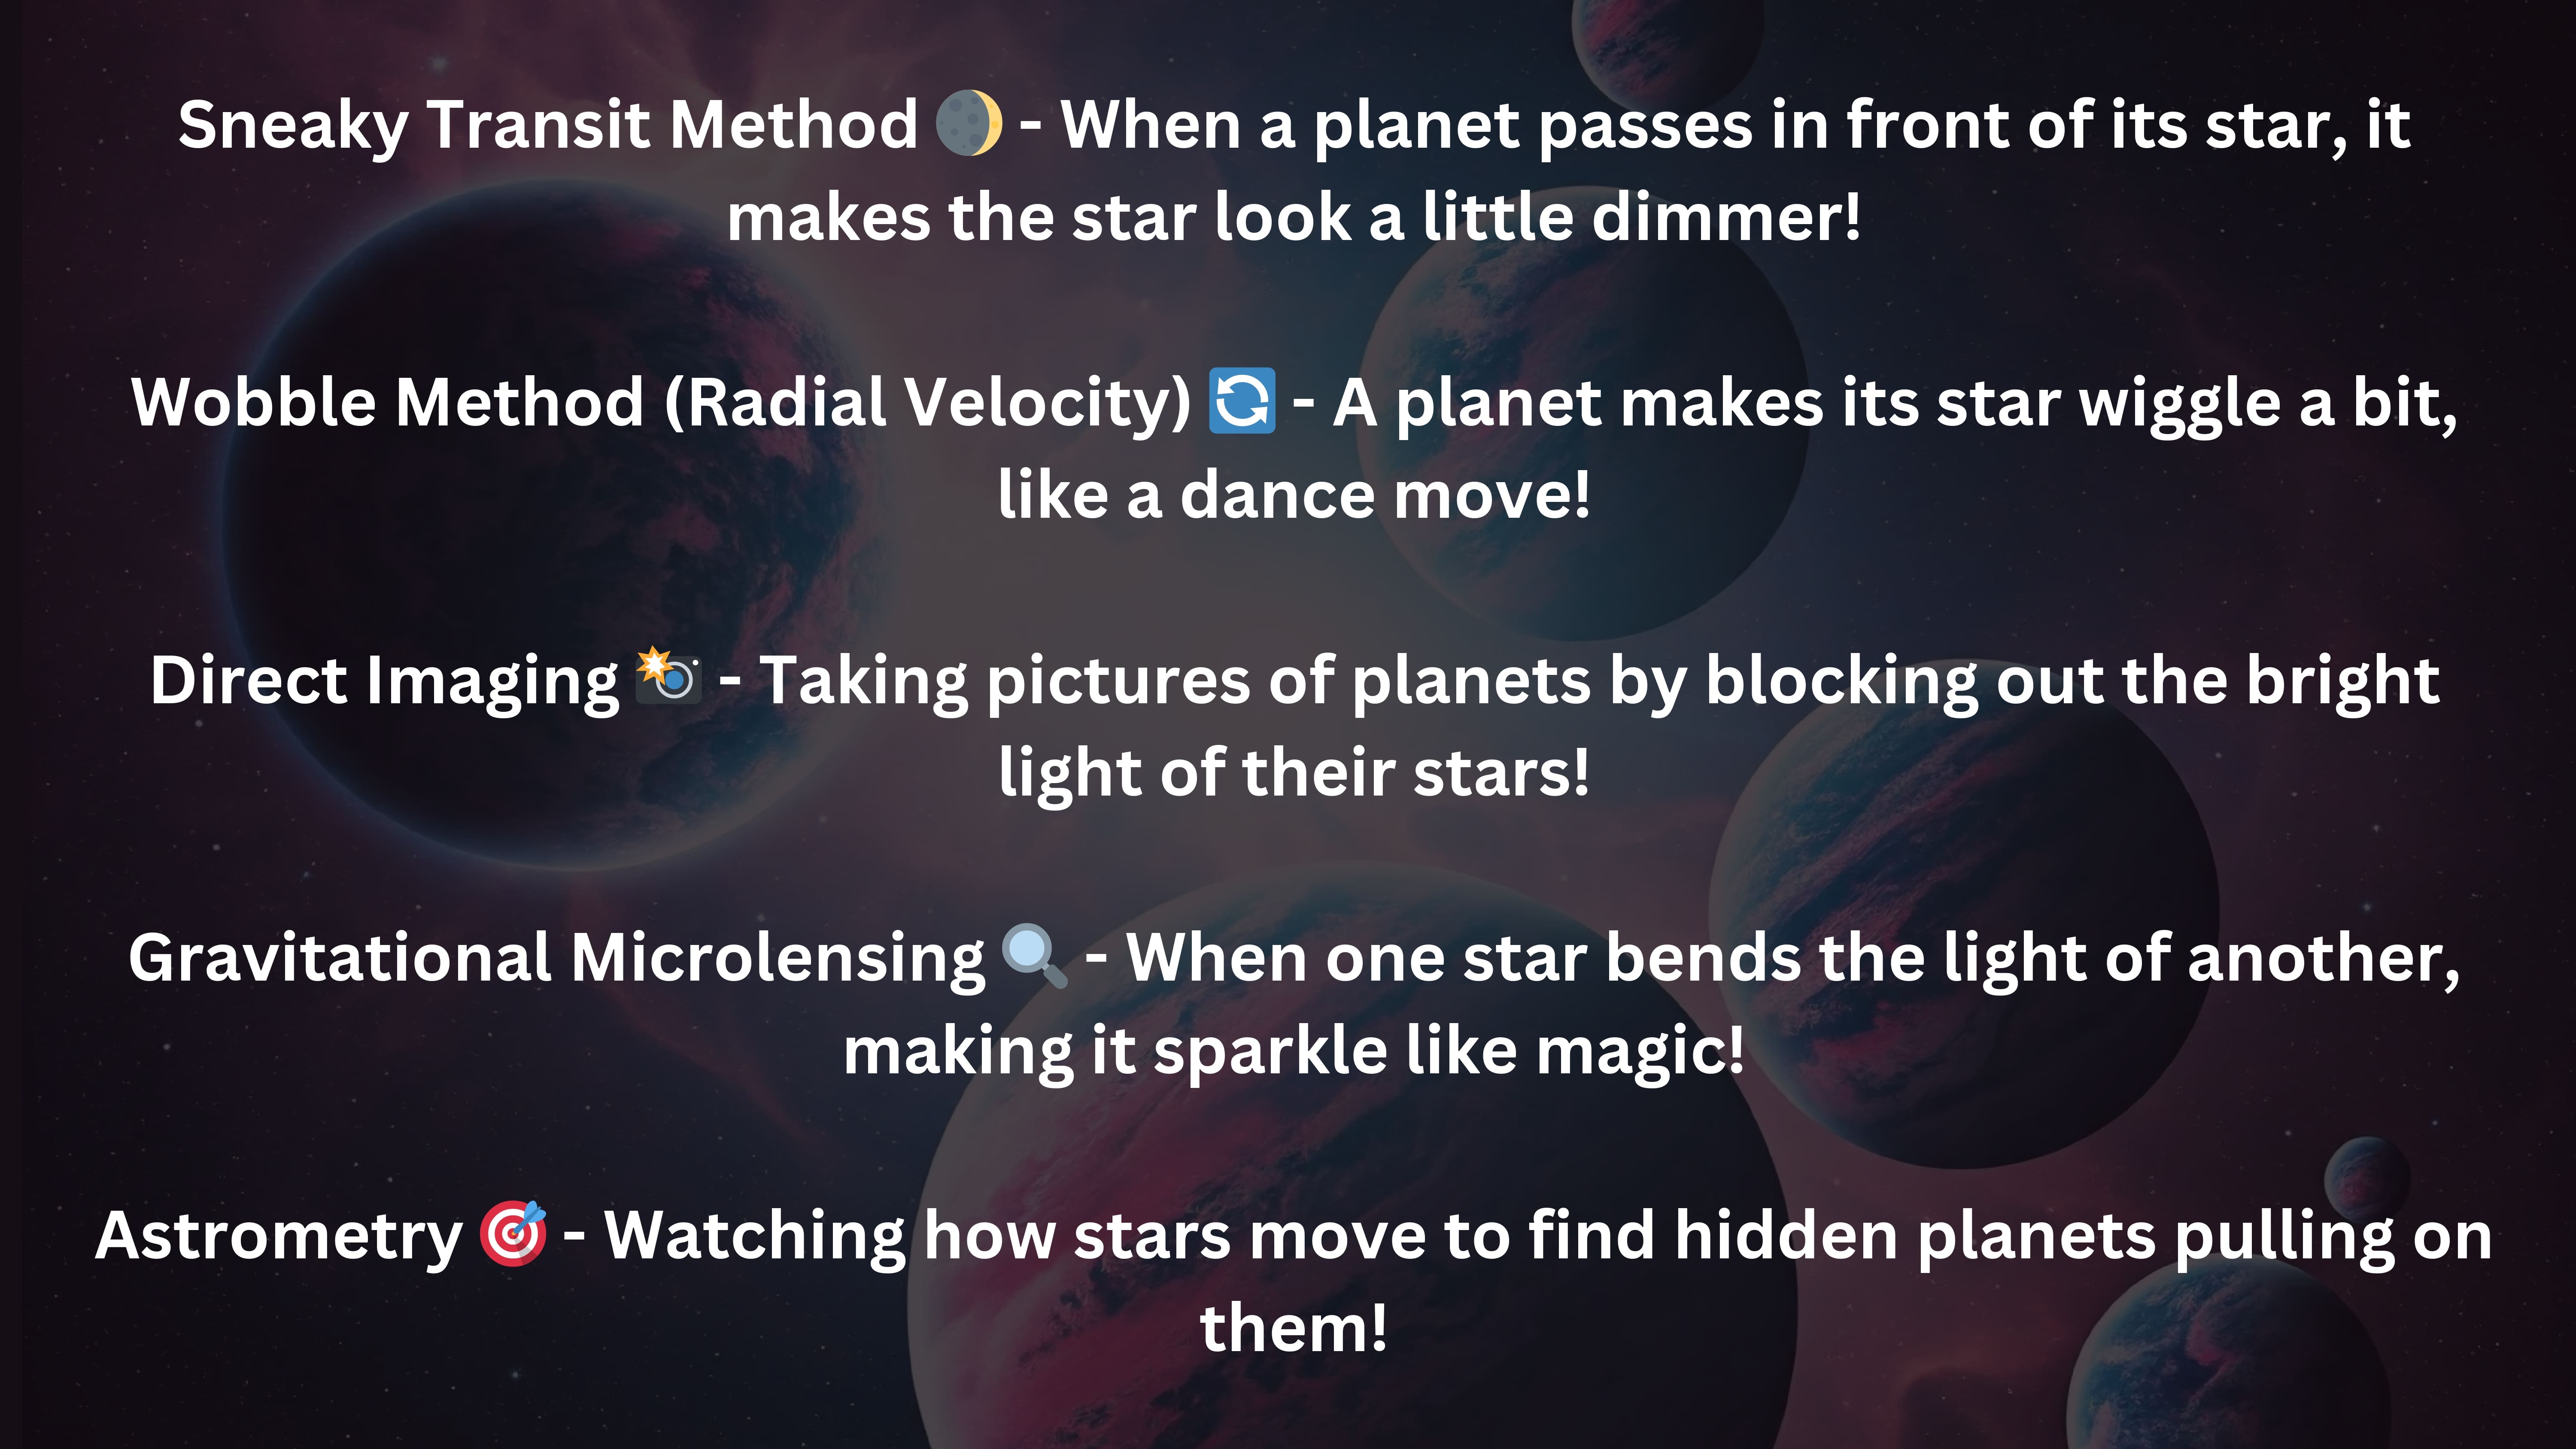 Sneaky Transit Method 🌖 - When a planet passes in front of its star, it
makes the star look a little dimmer!
Wobble Method (Radial Velocity) 🔄 - A planet makes its star wiggle a bit,
like a dance move!
Direct Imaging 📸 - Taking pictures of planets by blocking out the bright
light of their stars!
Gravitational Microlensing 🔍 - When one star bends the light of another,
making it sparkle like magic!
Astrometry 🎯 - Watching how stars move to find hidden planets pulling on
them!